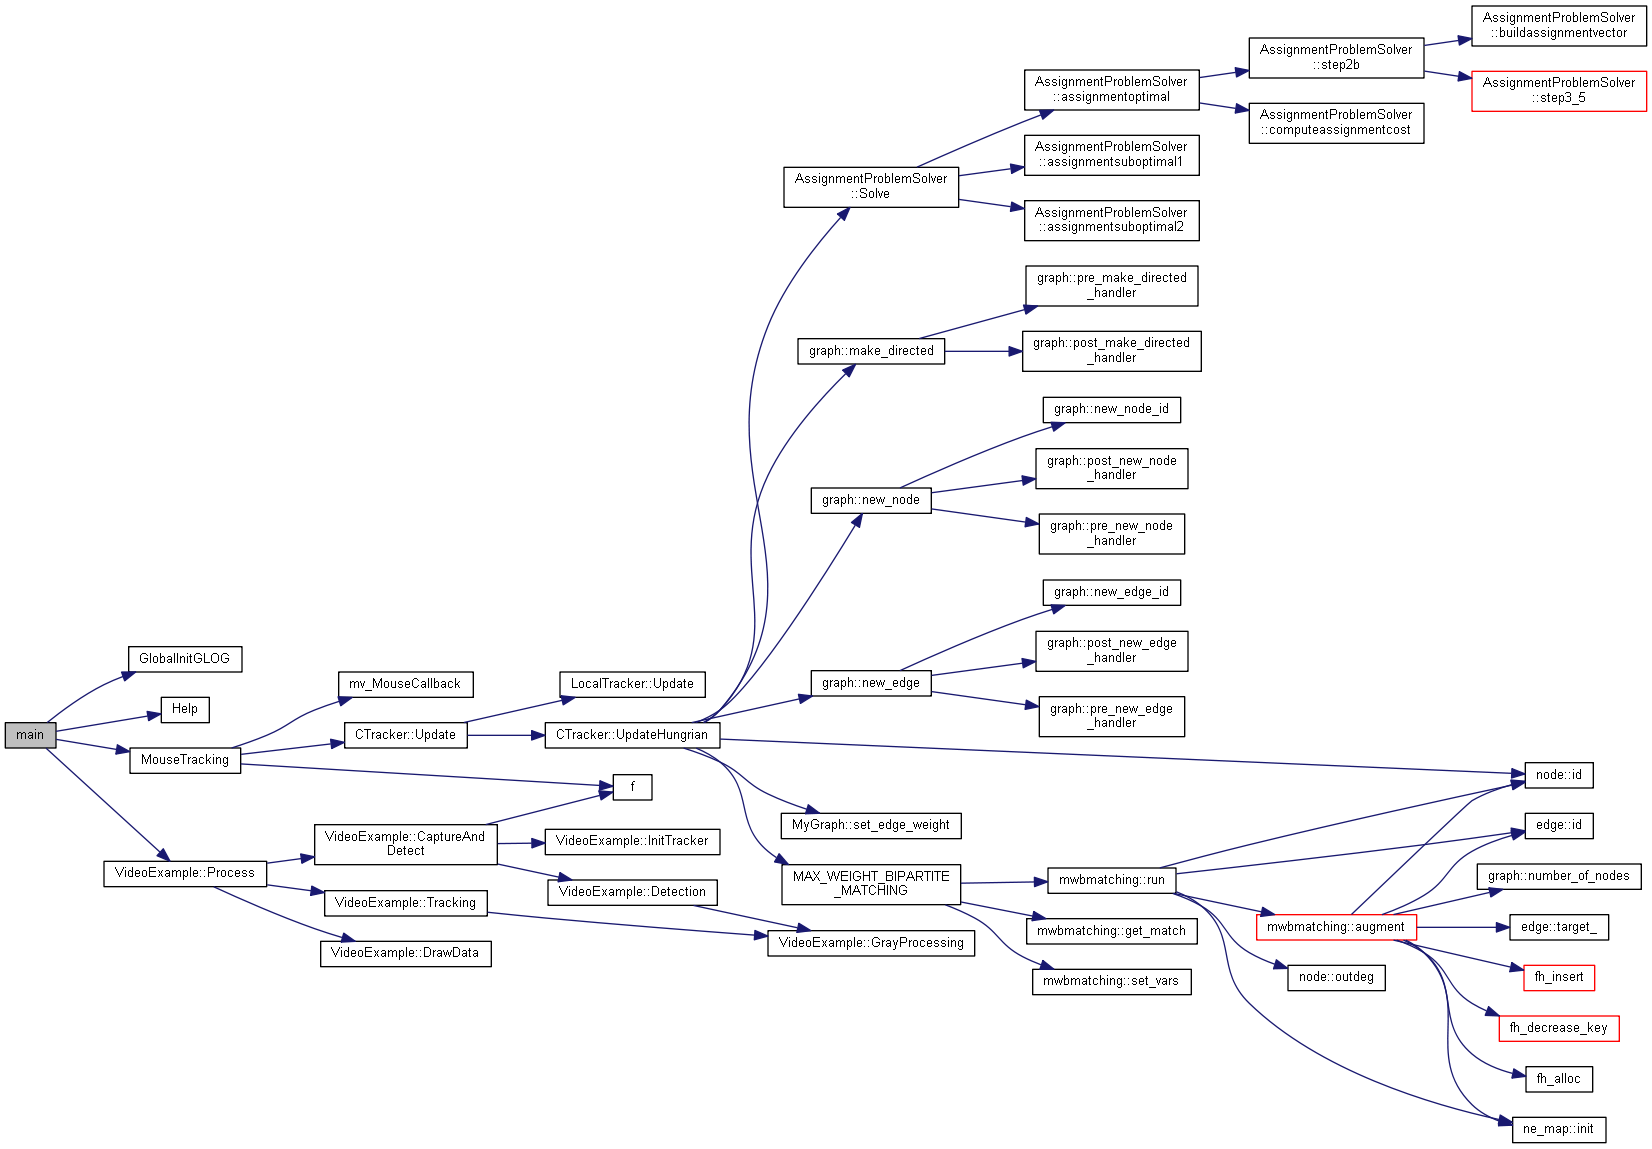 AssignmentProblemSolver
::buildassignmentvector
AssignmentProblemSolver
::step2b
AssignmentProblemSolver
::assignmentoptimal
AssignmentProblemSolver
::step3_5
AssignmentProblemSolver
::computeassignmentcost
AssignmentProblemSolver
::assignmentsuboptimal1
AssignmentProblemSolver
::Solve
AssignmentProblemSolver
::assignmentsuboptimal2
graph::pre_make_directed
_handler
graph::make_directed
graph::post_make_directed
_handler
graph::new_node_id
graph::post_new_node
_handler
graph::new_node
graph::pre_new_node
_handler
graph::new_edge_id
graph::post_new_edge
_handler
graph::new_edge
graph::pre_new_edge
_handler
GlobalInitGLOG
mv_MouseCallback
LocalTracker::Update
Help
main
CTracker::Update
CTracker::UpdateHungrian
MouseTracking
f
node::id
MyGraph::set_edge_weight
edge::id
VideoExample::CaptureAnd
Detect
VideoExample::InitTracker
VideoExample::Process
MAX_WEIGHT_BIPARTITE
_MATCHING
mwbmatching::run
graph::number_of_nodes
VideoExample::Detection
VideoExample::Tracking
mwbmatching::augment
edge::target_
mwbmatching::get_match
VideoExample::GrayProcessing
VideoExample::DrawData
mwbmatching::set_vars
node::outdeg
fh_insert
fh_decrease_key
fh_alloc
ne_map::init